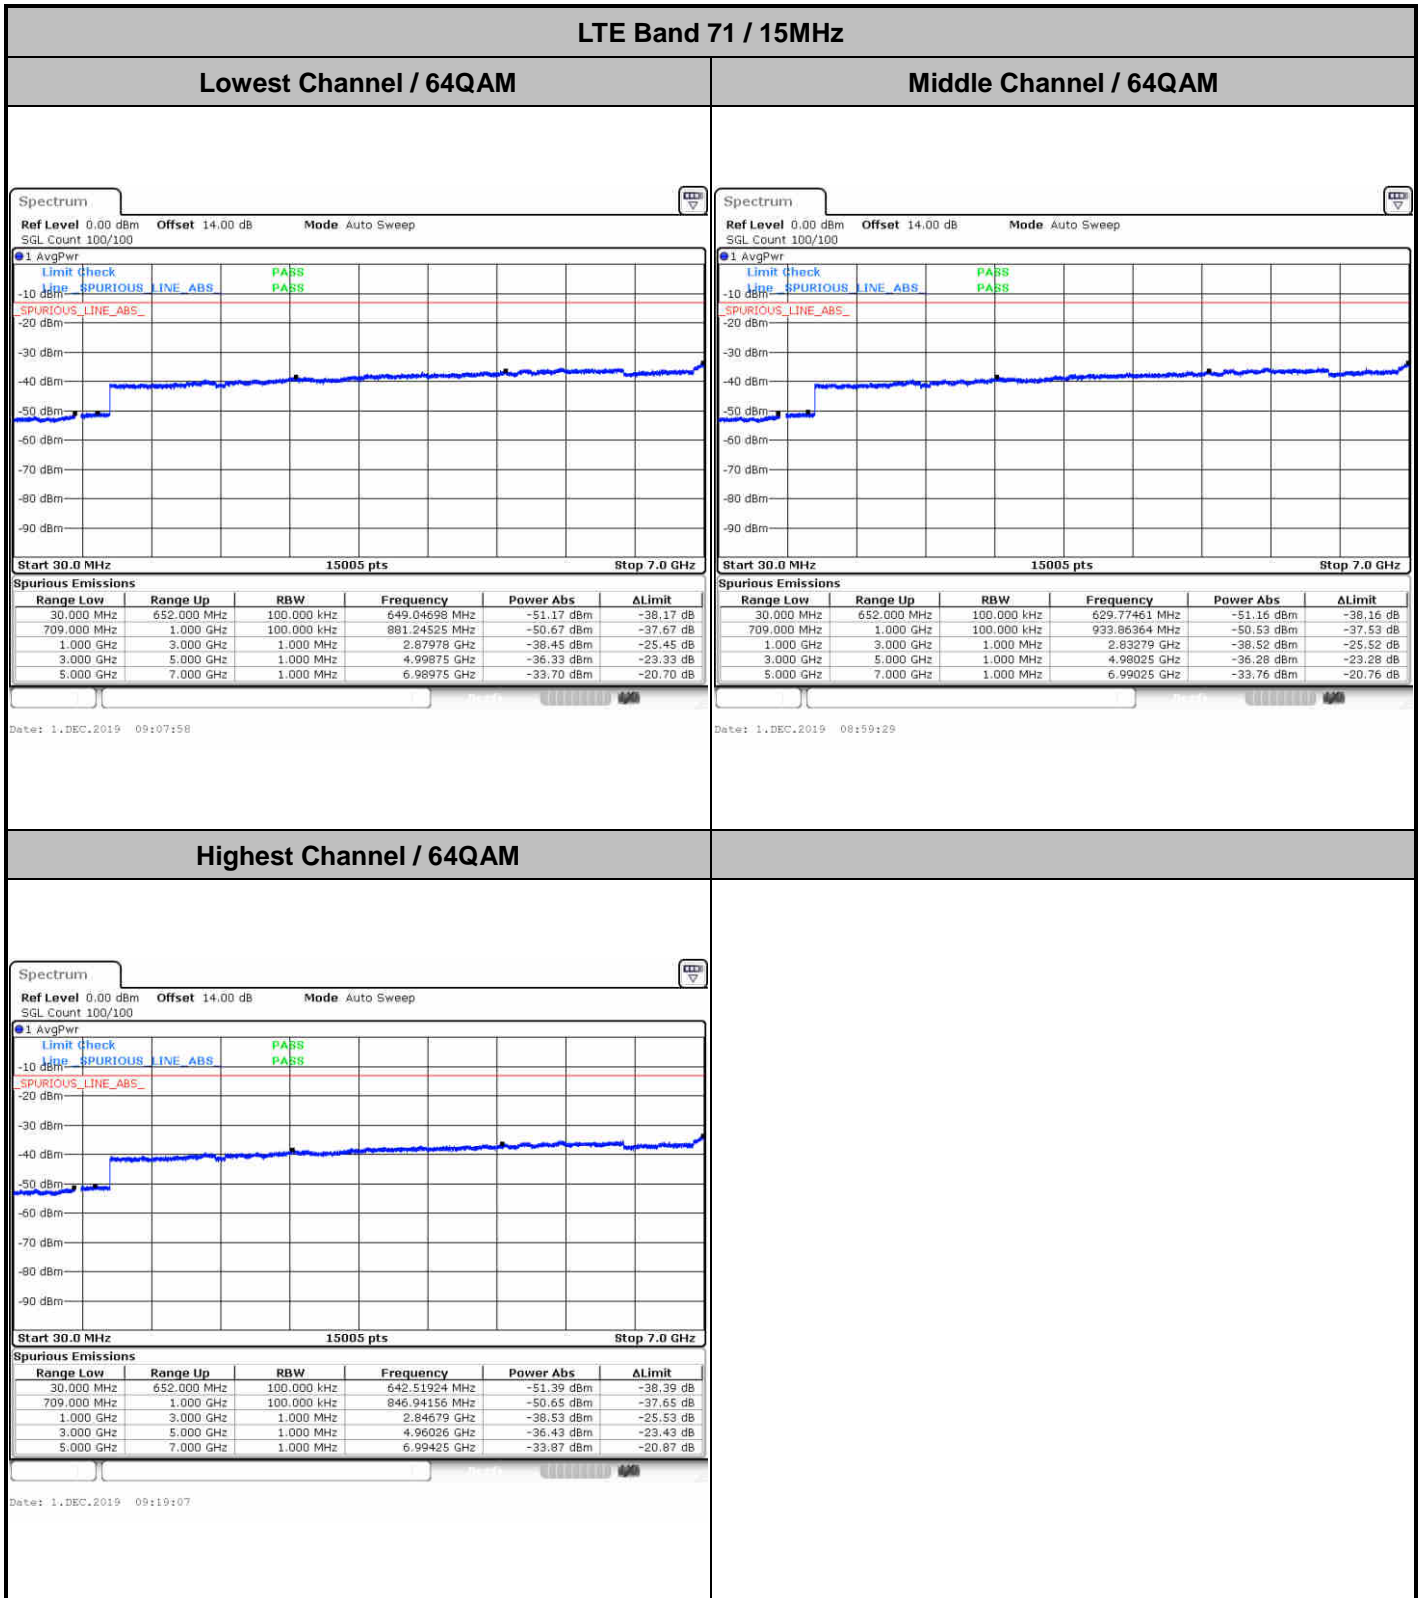 LTE Band 71 / 15MHz
Lowest Channel / 64QAM
Middle Channel / 64QAM
Spectrum
Ref Level 0.00 dBm Offset 14.00 dB Mode Auto Sweep
SGL Count 100/100
1 AvgPwr
Limit Check PASS
Line _SPURIOUS_LINE_ABS_ PASS
-10 dBm
_SPURIOUS_LINE_ABS_
-20 dBm
-30 dBm
-40 dBm
-50 dBm
-60 dBm
-70 dBm
-80 dBm
-90 dBm
Start 30.0 MHz 15005 pts Stop 7.0 GHz
Spurious Emissions
Range Low Range Up RBW Frequency Power Abs ΔLimit
30.000 MHz 652.000 MHz 100.000 kHz 649.04698 MHz -51.17 dBm -38.17 dB
709.000 MHz 1.000 GHz 100.000 kHz 881.24525 MHz -50.67 dBm -37.67 dB
1.000 GHz 3.000 GHz 1.000 MHz 2.87978 GHz -38.45 dBm -25.45 dB
3.000 GHz 5.000 GHz 1.000 MHz 4.99875 GHz -36.33 dBm -23.33 dB
5.000 GHz 7.000 GHz 1.000 MHz 6.98975 GHz -33.70 dBm -20.70 dB
Date: 1.DEC.2019 09:07:58
Spectrum
Ref Level 0.00 dBm Offset 14.00 dB Mode Auto Sweep
SGL Count 100/100
1 AvgPwr
Limit Check PASS
Line _SPURIOUS_LINE_ABS_ PASS
-10 dBm
_SPURIOUS_LINE_ABS_
-20 dBm
-30 dBm
-40 dBm
-50 dBm
-60 dBm
-70 dBm
-80 dBm
-90 dBm
Start 30.0 MHz 15005 pts Stop 7.0 GHz
Spurious Emissions
Range Low Range Up RBW Frequency Power Abs ΔLimit
30.000 MHz 652.000 MHz 100.000 kHz 629.77461 MHz -51.16 dBm -38.16 dB
709.000 MHz 1.000 GHz 100.000 kHz 933.86364 MHz -50.53 dBm -37.53 dB
1.000 GHz 3.000 GHz 1.000 MHz 2.83279 GHz -38.52 dBm -25.52 dB
3.000 GHz 5.000 GHz 1.000 MHz 4.98025 GHz -36.28 dBm -23.28 dB
5.000 GHz 7.000 GHz 1.000 MHz 6.99025 GHz -33.76 dBm -20.76 dB
Date: 1.DEC.2019 08:59:29
Highest Channel / 64QAM
Spectrum
Ref Level 0.00 dBm Offset 14.00 dB Mode Auto Sweep
SGL Count 100/100
1 AvgPwr
Limit Check PASS
Line _SPURIOUS_LINE_ABS_ PASS
-10 dBm
_SPURIOUS_LINE_ABS_
-20 dBm
-30 dBm
-40 dBm
-50 dBm
-60 dBm
-70 dBm
-80 dBm
-90 dBm
Start 30.0 MHz 15005 pts Stop 7.0 GHz
Spurious Emissions
Range Low Range Up RBW Frequency Power Abs ΔLimit
30.000 MHz 652.000 MHz 100.000 kHz 642.51924 MHz -51.39 dBm -38.39 dB
709.000 MHz 1.000 GHz 100.000 kHz 846.94156 MHz -50.65 dBm -37.65 dB
1.000 GHz 3.000 GHz 1.000 MHz 2.84679 GHz -38.53 dBm -25.53 dB
3.000 GHz 5.000 GHz 1.000 MHz 4.96026 GHz -36.43 dBm -23.43 dB
5.000 GHz 7.000 GHz 1.000 MHz 6.99425 GHz -33.87 dBm -20.87 dB
Date: 1.DEC.2019 09:19:07